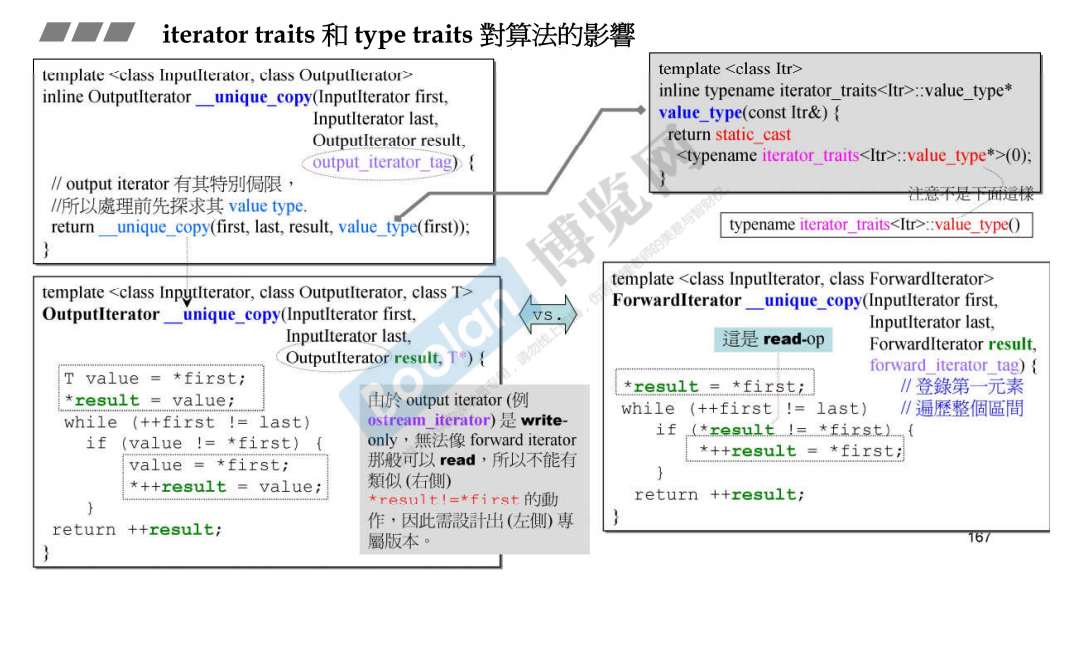 iterator traits 和 type traits 對算法的影響
template <class InputIterator, class OutputIterator>
inline OutputIterator __unique_copy(InputIterator first,
InputIterator last,
OutputIterator result,
output_iterator_tag) {
// output iterator 有其特別侷限，
//所以處理前先探求其 value type.
return __unique_copy(first, last, result, value_type(first));
}
template <class Itr>
inline typename iterator_traits<Itr>::value_type*
value_type(const Itr&) {
return static_cast
<typename iterator_traits<Itr>::value_type*>(0);
}
注意不是下面這樣
typename iterator_traits<Itr>::value_type()
template <class InputIterator, class OutputIterator, class T>
OutputIterator __unique_copy(InputIterator first,
InputIterator last,
OutputIterator result, T*) {
T value = *first;
*result = value;
while (++first != last)
if (value != *first) {
value = *first;
*++result = value;
}
return ++result;
}
vs.
由於 output iterator (例
ostream_iterator) 是 write-
only，無法像 forward iterator
那般可以 read，所以不能有
類似 (右側)
*result!=*first 的動
作，因此需設計出 (左側) 專
屬版本。
template <class InputIterator, class ForwardIterator>
ForwardIterator __unique_copy(InputIterator first,
InputIterator last,
ForwardIterator result,
forward_iterator_tag) {
這是 read-op
*result = *first; // 登錄第一元素
while (++first != last) // 遍歷整個區間
if (*result != *first) {
*++result = *first;
}
return ++result;
}
167
Boolan 博览网